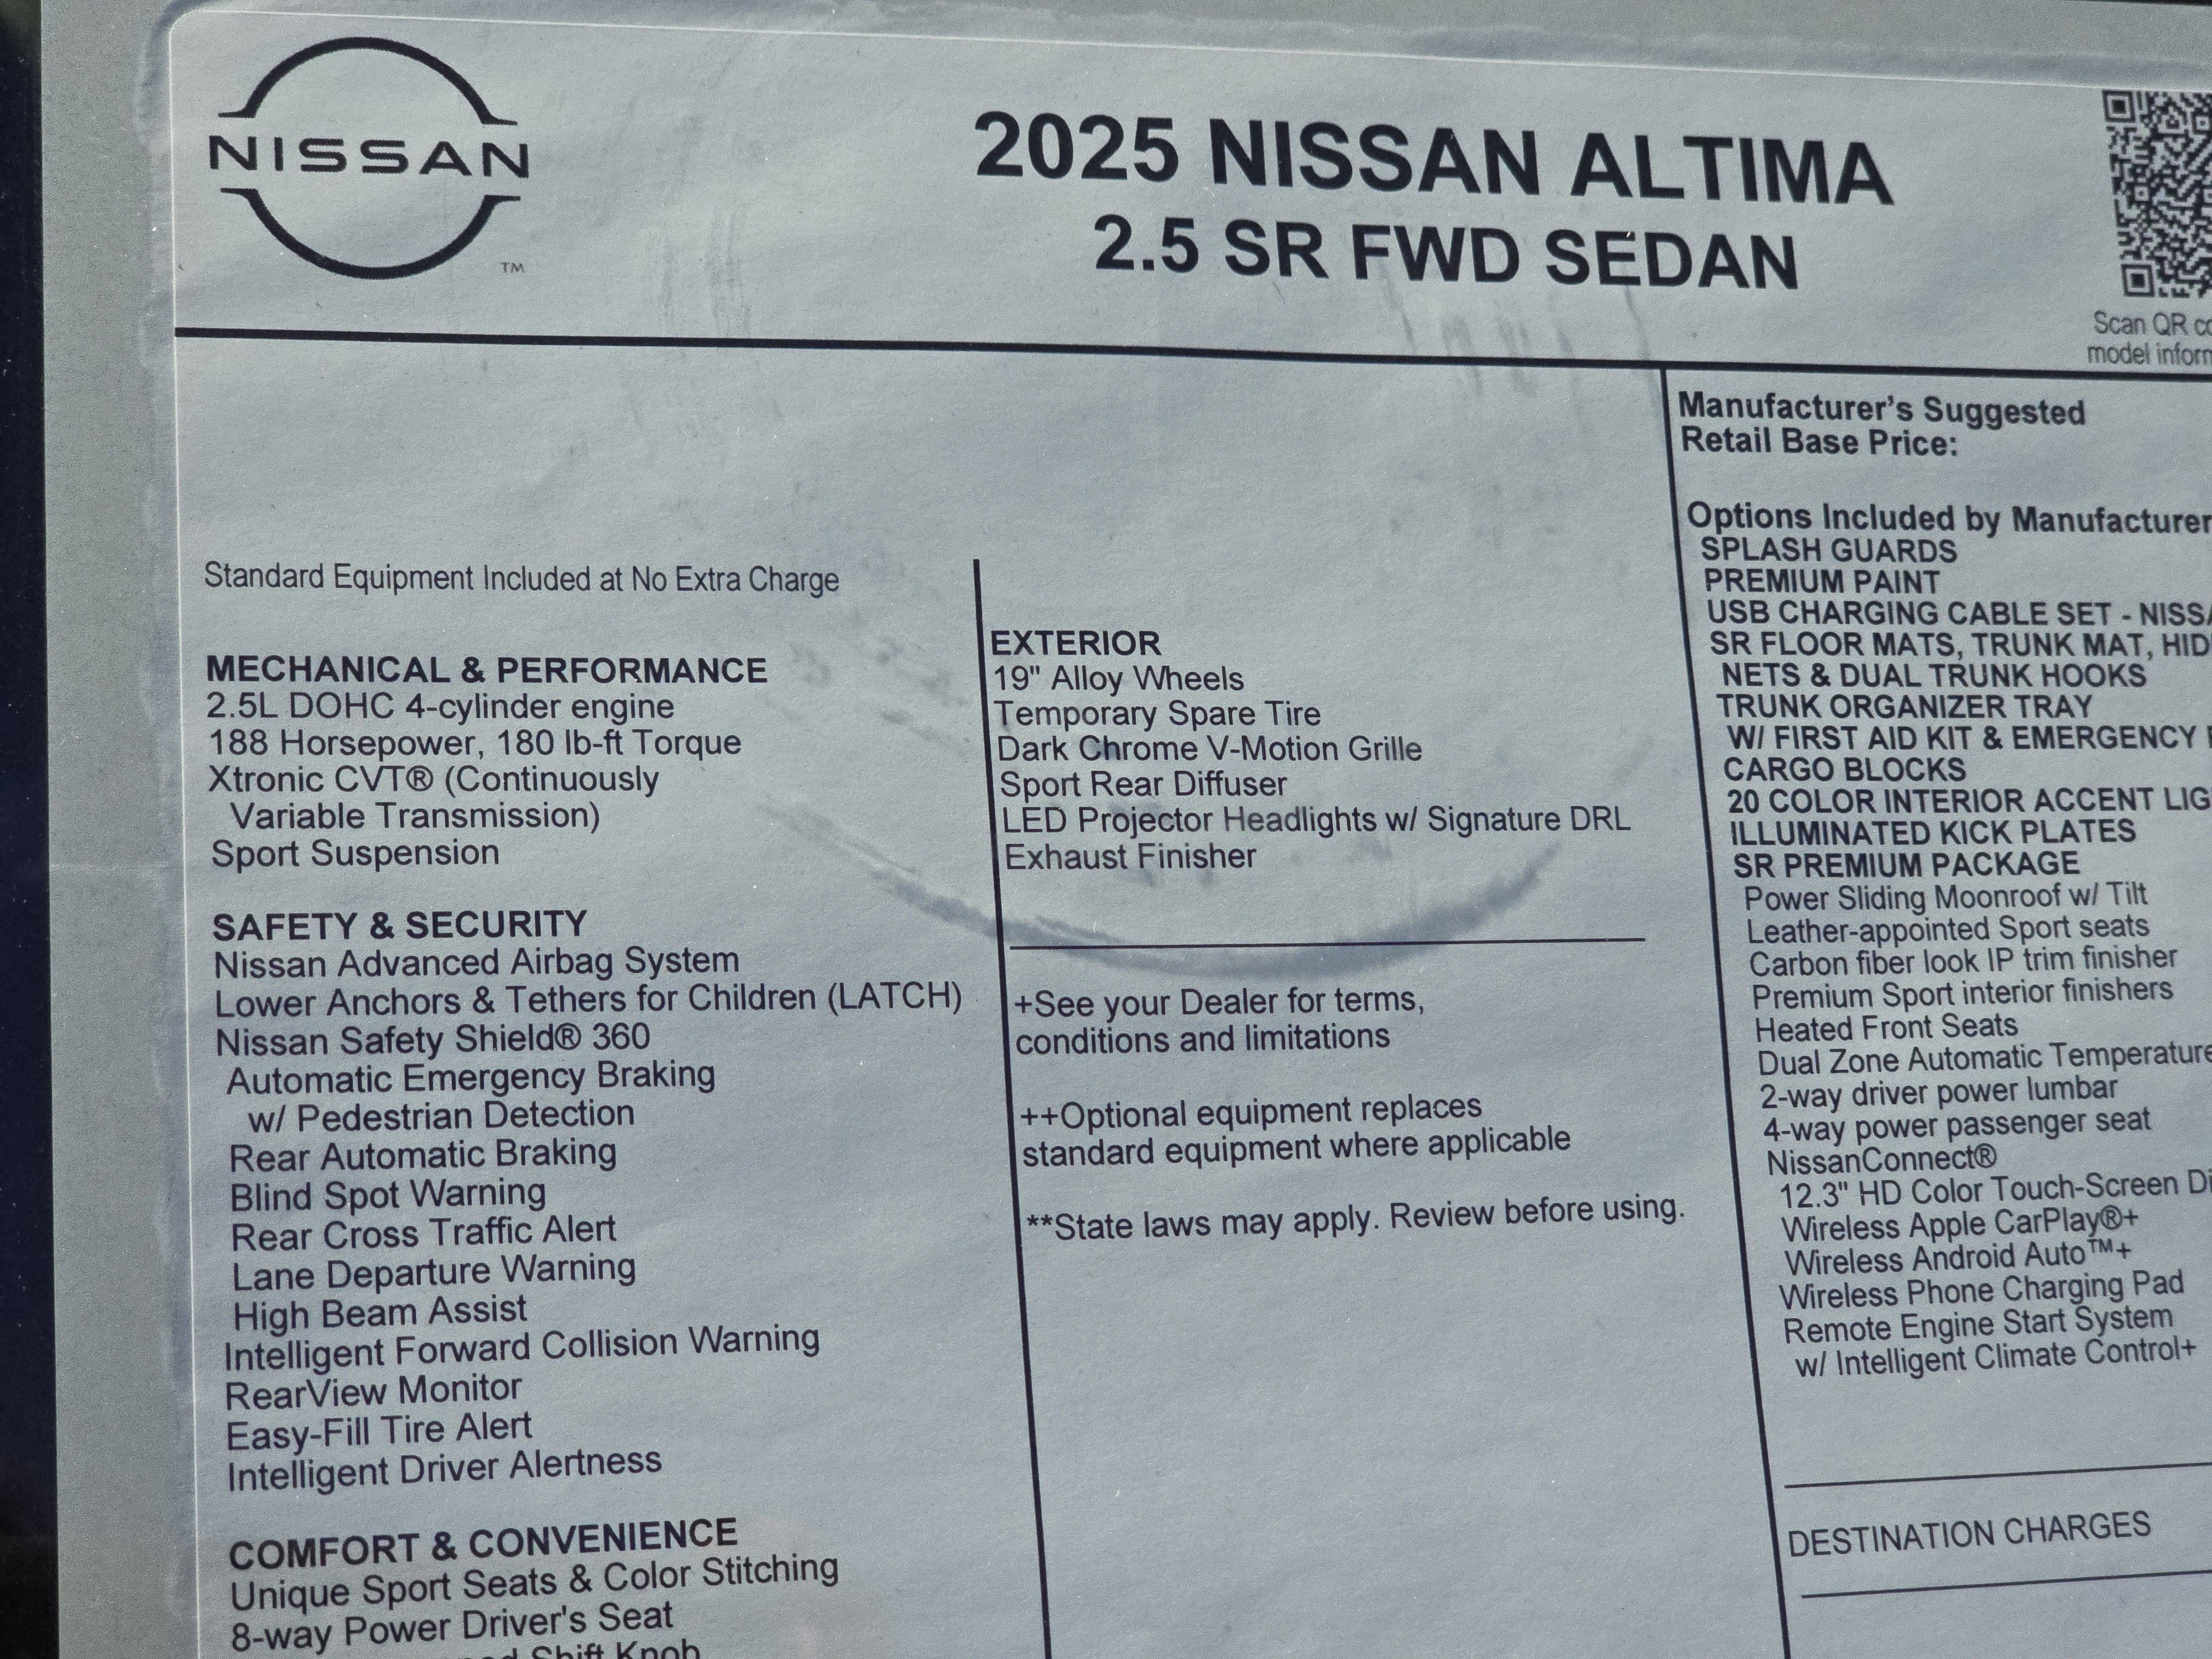 NISSAN
TM
2025 NISSAN ALTIMA
2.5 SR FWD SEDAN
Scan QR
model
Standard Equipment Included at No Extra Charge
MECHANICAL & PERFORMANCE
2.5L DOHC 4-cylinder engine
188 Horsepower, 180 lb-ft Torque
Xtronic CVT® (Continuously
Variable Transmission)
Sport Suspension
SAFETY & SECURITY
Nissan Advanced Airbag System
Lower Anchors & Tethers for Children (LATCH)
Nissan Safety Shield® 360
Automatic Emergency Braking
w/ Pedestrian Detection
Rear Automatic Braking
Blind Spot Warning
Rear Cross Traffic Alert
Lane Departure Warning
High Beam Assist
Intelligent Forward Collision Warning
RearView Monitor
Easy-Fill Tire Alert
Intelligent Driver Alertness
COMFORT & CONVENIENCE
Unique Sport Seats & Color Stitching
8-way Power Driver's Seat
Shift Knob
EXTERIOR
19" Alloy Wheels
Temporary Spare Tire
Dark Chrome V-Motion Grille
Sport Rear Diffuser
LED Projector Headlights w/ Signature DRL
Exhaust Finisher
+See your Dealer for terms,
conditions and limitations
++Optional equipment replaces
standard equipment where applicable
**State laws may apply. Review before using.
Manufacturer's Suggested
Retail Base Price:
Options Included by Manufacturer
SPLASH GUARDS
PREMIUM PAINT
USB CHARGING CABLE SET -
SR FLOOR MATS, TRUNK MAT,
NETS & DUAL TRUNK HOOKS
TRUNK ORGANIZER TRAY
W/ FIRST AID KIT & EMERGENCY
CARGO BLOCKS
20 COLOR INTERIOR ACCENT
ILLUMINATED KICK PLATES
SR PREMIUM PACKAGE
Power Sliding Moonroof w/ Tilt
Leather-appointed Sport seats
Carbon fiber look IP trim finisher
Premium Sport interior finishers
Heated Front Seats
Dual Zone Automatic Temperature
2-way driver power lumbar
4-way power passenger seat
NissanConnect®
12.3" HD Color Touch-Screen
Wireless Apple CarPlay®+
Wireless Android Auto™+
Wireless Phone Charging Pad
Remote Engine Start System
w/ Intelligent Climate Control+
DESTINATION CHARGES